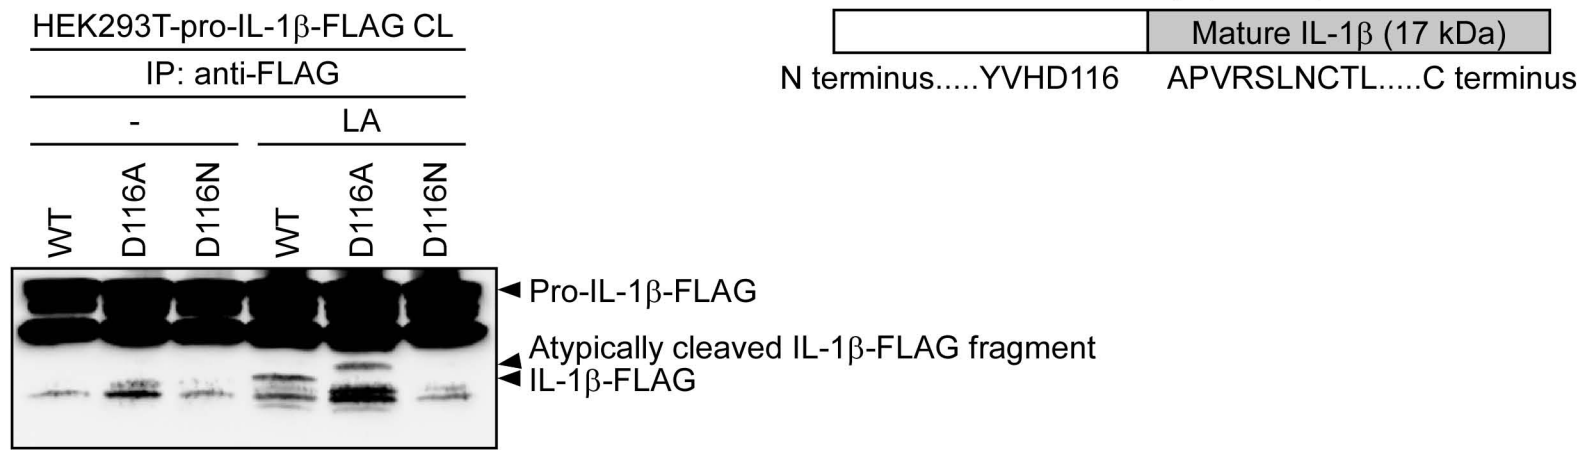 HEK293T-pro-IL-1β-FLAG CL
IP: anti-FLAG
- LA
WT D116A D116N WT D116A D116N
Pro-IL-1β-FLAG
Atypically cleaved IL-1β-FLAG fragment
IL-1β-FLAG
Mature IL-1β (17 kDa)
N terminus.....YVHD116 APVRSLNCTL.....C terminus